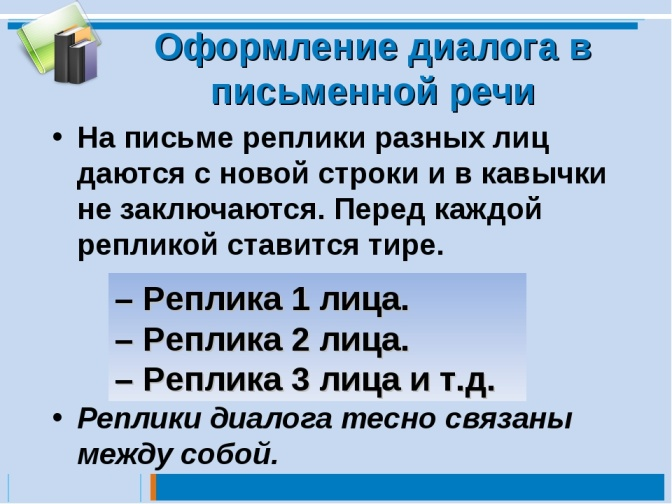 Оформление диалога в
письменной речи
• На письме реплики разных лиц
даются с новой строки и в кавычки
не заключаются. Перед каждой
репликой ставится тире.
– Реплика 1 лица.
– Реплика 2 лица.
– Реплика 3 лица и т.д.
• Реплики диалога тесно связаны
между собой.